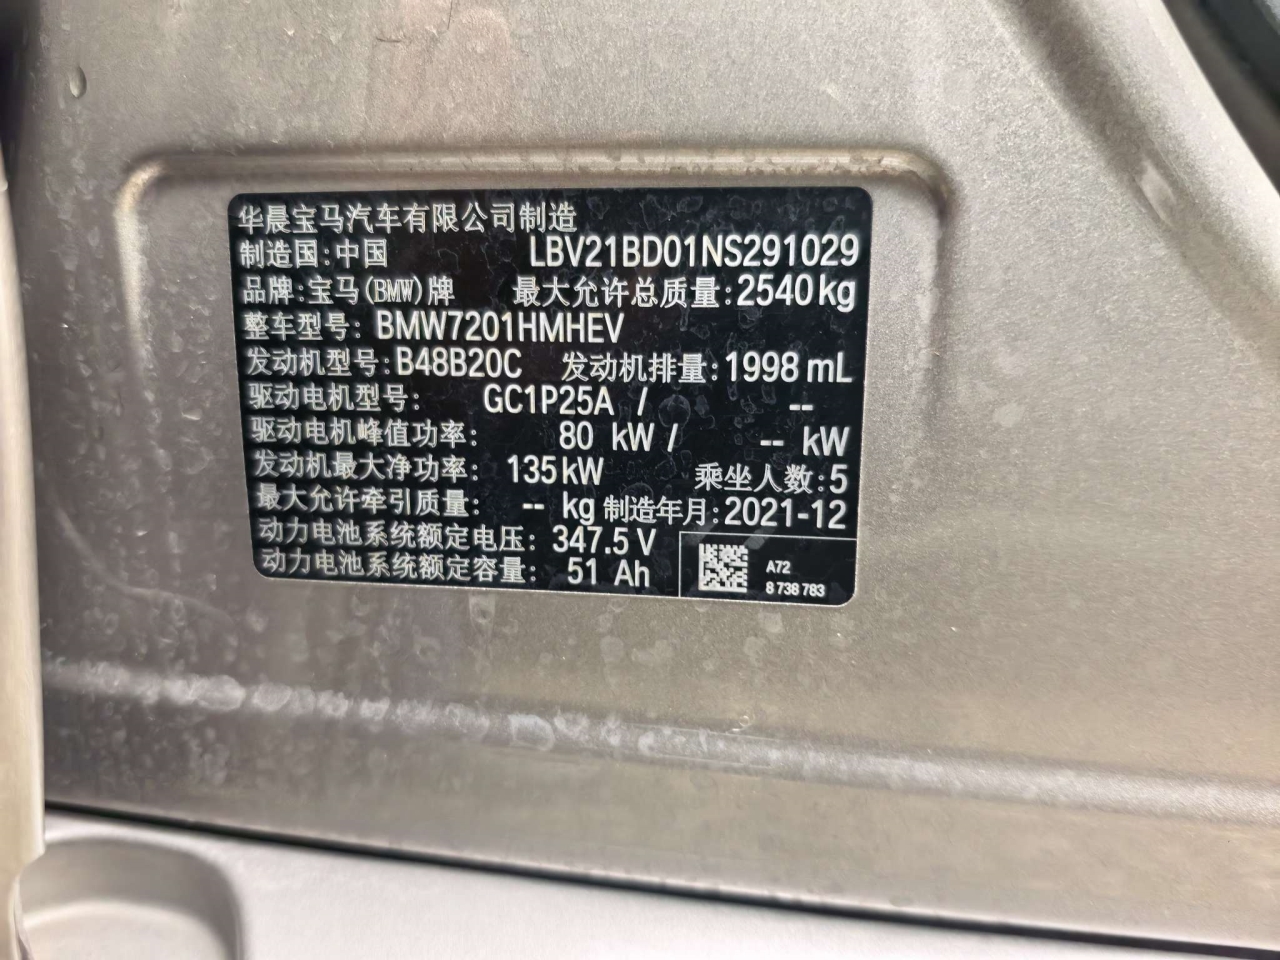 华晨宝马汽车有限公司制造
制造国:中国 LBV21BD01NS291029
品牌:宝马(BMW)牌 最大允许总质量:2540kg
整车型号:BMW7201HMHEV
发动机型号:B48B20C 发动机排量:1998 mL
驱动电机型号: GC1P25A / --
驱动电机峰值功率: 80 kW / -- kW
发动机最大净功率: 135kW 乘坐人数:5
最大允许牵引质量: -- kg 制造年月:2021-12
动力电池系统额定电压: 347.5 V
动力电池系统额定容量: 51 Ah
A72
8 738 783